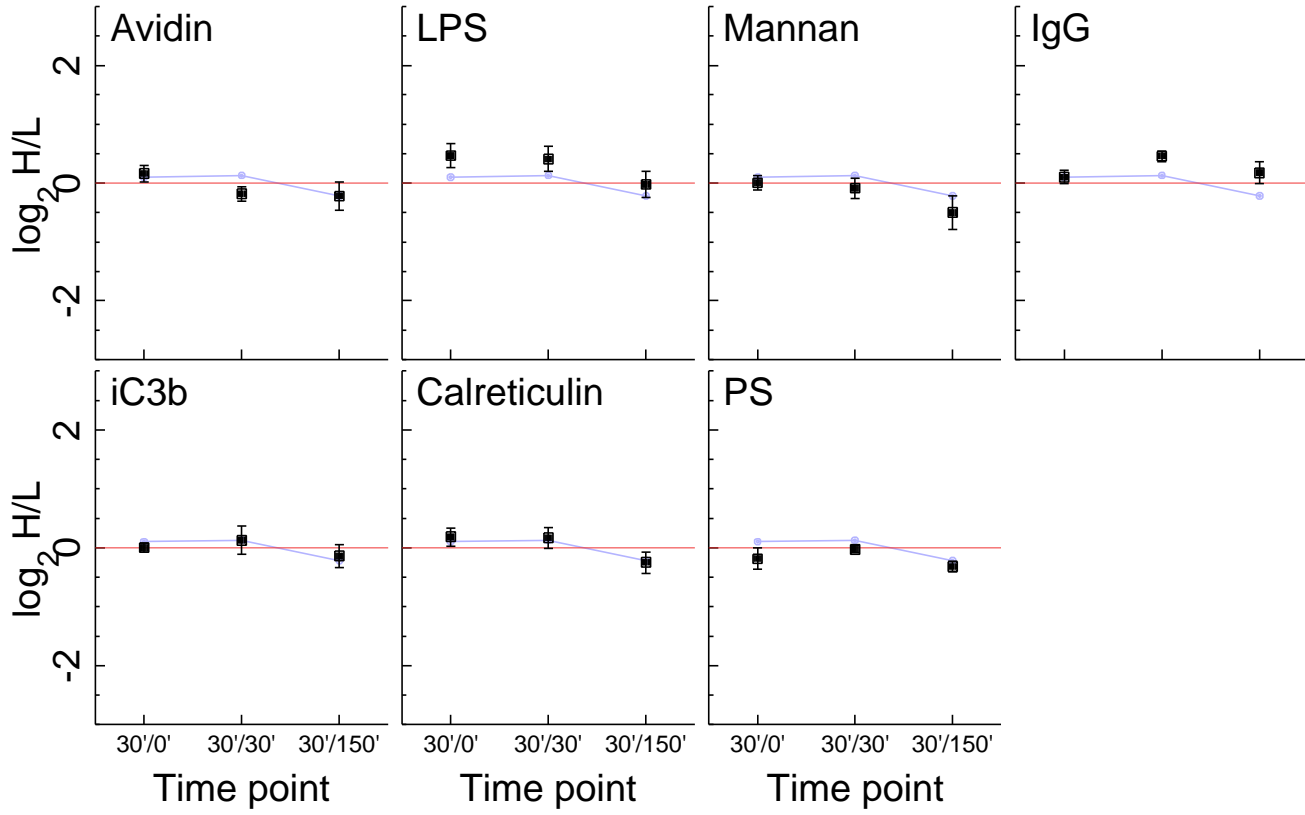 Avidin
LPS
Mannan
IgG
2
0
-2
log₂ H/L
iC3b
Calreticulin
PS
2
0
-2
log₂ H/L
30'/0' 30'/30' 30'/150'
30'/0' 30'/30' 30'/150'
30'/0' 30'/30' 30'/150'
Time point
Time point
Time point